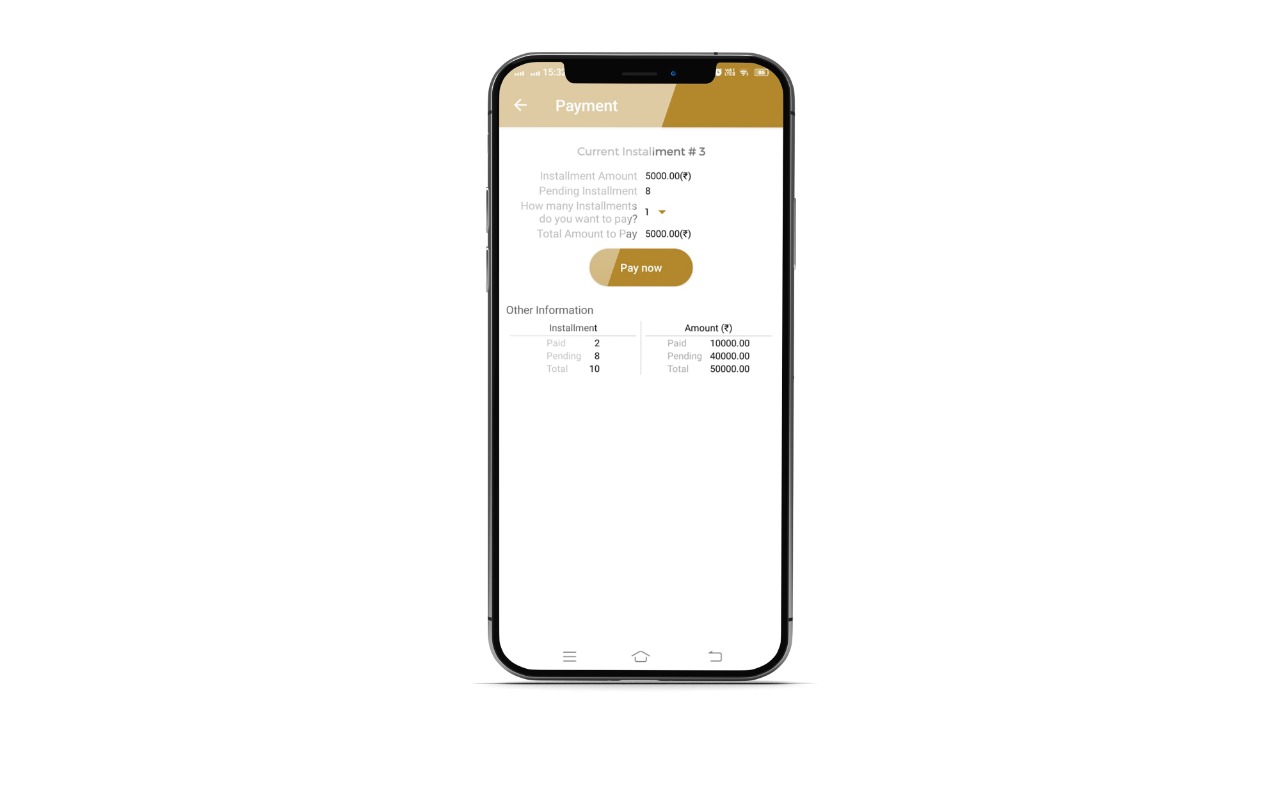 15:32
Payment
Current Installment # 3
Installment Amount 5000.00(₹)
Pending Installment 8
How many Installments
do you want to pay? 1
Total Amount to Pay 5000.00(₹)
Pay now
Other Information
Installment Amount (₹)
Paid 2 Paid 10000.00
Pending 8 Pending 40000.00
Total 10 Total 50000.00